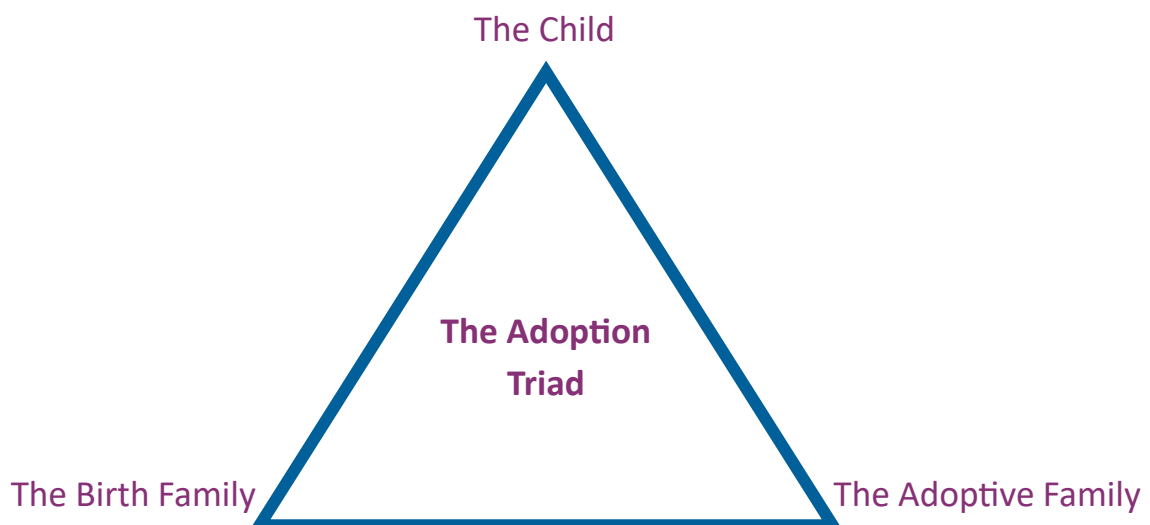 The Child
The Adoption
Triad
The Birth Family
The Adoptive Family